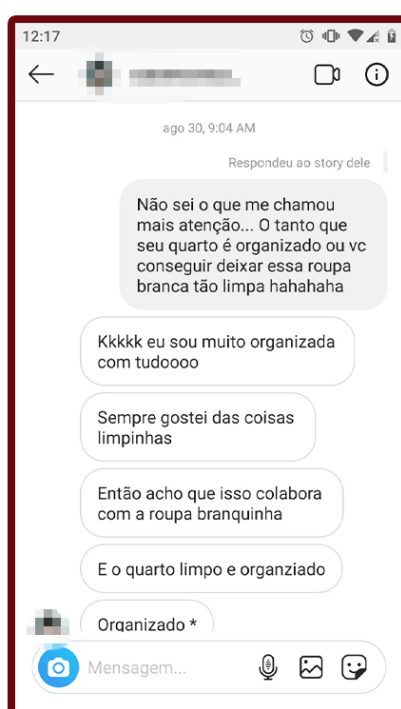 12:17
ago 30, 9:04 AM
Respondeu ao story dele
Não sei o que me chamou
mais atenção... O tanto que
seu quarto é organizado ou vc
conseguir deixar essa roupa
branca tão limpa hahahaha
Kkkkk eu sou muito organizada
com tudoooo
Sempre gostei das coisas
limpinhas
Então acho que isso colabora
com a roupa branquinha
E o quarto limpo e organziado
Organizado *
Mensagem...